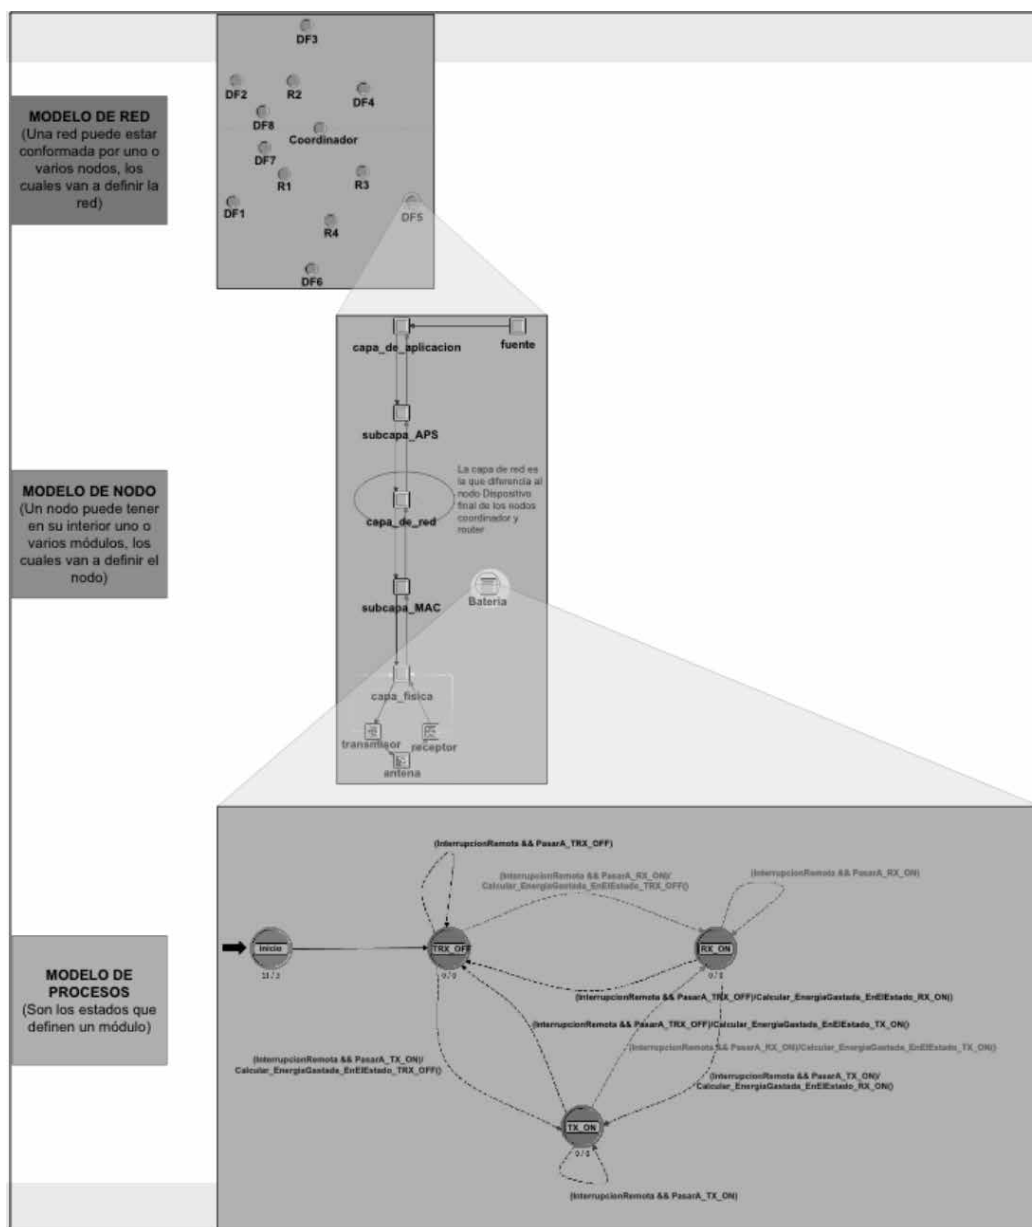 DF3
DF2
R2
DF4
DF8
Coordinador
DF7
R1
R3
DF1
DF5
R4
DF6
MODELO DE RED
(Una red puede estar
conformada por uno o
varios nodos, los
cuales van a definir la
red)
capa_de_aplicacion
fuente
subcapa_APS
La capa de red es
la que diferencia al
nodo Dispositivo
final de los nodos
coordinador y
router
capa_de_red
subcapa_MAC
Bateria
capa_fisica
transmisor
receptor
antena
MODELO DE NODO
(Un nodo puede tener
en su interior uno o
varios módulos, los
cuales van a definir el
nodo)
(InterrupcionRemota && PasarA_TRX_OFF)
(InterrupcionRemota && PasarA_RX_ON)/
Calcular_EnergiaGastada_EnElEstado_TRX_OFF()
(InterrupcionRemota && PasarA_RX_ON)
Inicio
TRX_OFF
RX_ON
0 / 0
0 / 0
(InterrupcionRemota && PasarA_TRX_OFF)/Calcular_EnergiaGastada_EnElEstado_RX_ON()
(InterrupcionRemota && PasarA_TRX_OFF)/Calcular_EnergiaGastada_EnElEstado_TX_ON()
(InterrupcionRemota && PasarA_RX_ON)/Calcular_EnergiaGastada_EnElEstado_TX_ON()
(InterrupcionRemota && PasarA_TX_ON)/
Calcular_EnergiaGastada_EnElEstado_TRX_OFF()
(InterrupcionRemota && PasarA_TX_ON)/
Calcular_EnergiaGastada_EnElEstado_RX_ON()
TX_ON
0 / 0
(InterrupcionRemota && PasarA_TX_ON)
MODELO DE
PROCESOS
(Son los estados que
definen un módulo)